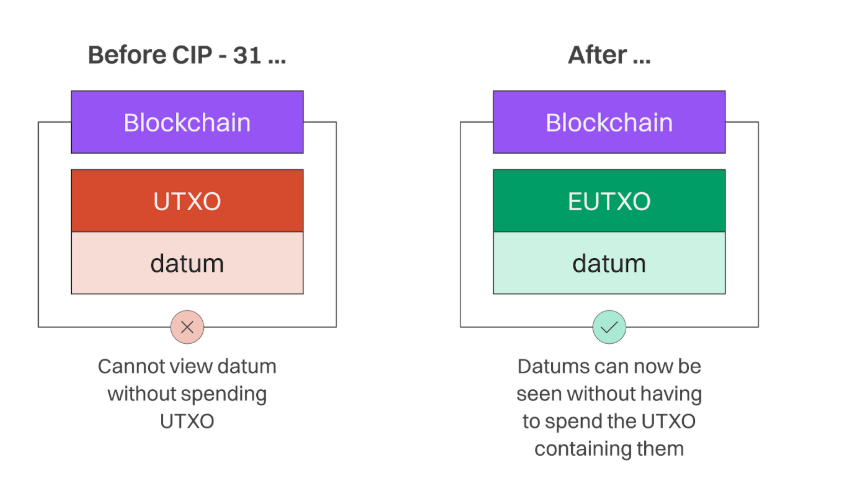 Before CIP - 31 ...
Blockchain
UTXO
datum
Cannot view datum
without spending
UTXO
After ...
Blockchain
EUTXO
datum
Datums can now be
seen without having
to spend the UTXO
containing them